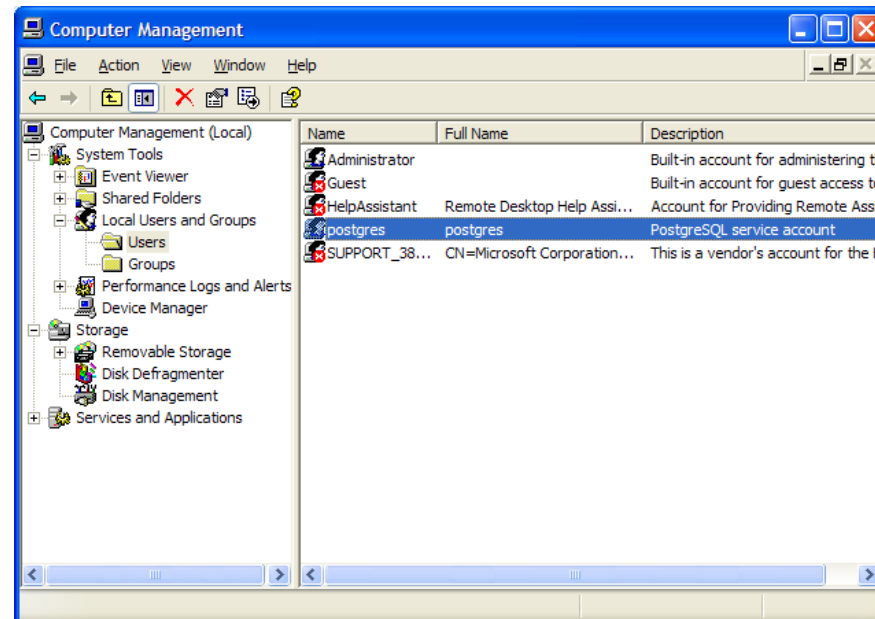 Computer Management
File Action View Window Help
Computer Management (Local)
System Tools
Event Viewer
Shared Folders
Local Users and Groups
Users
Groups
Performance Logs and Alerts
Device Manager
Storage
Removable Storage
Disk Defragmenter
Disk Management
Services and Applications
Name Full Name Description
Administrator Built-in account for administering t
Guest Built-in account for guest access t
HelpAssistant Remote Desktop Help Assi... Account for Providing Remote Ass
postgres postgres PostgreSQL service account
SUPPORT_38... CN=Microsoft Corporation... This is a vendor's account for the